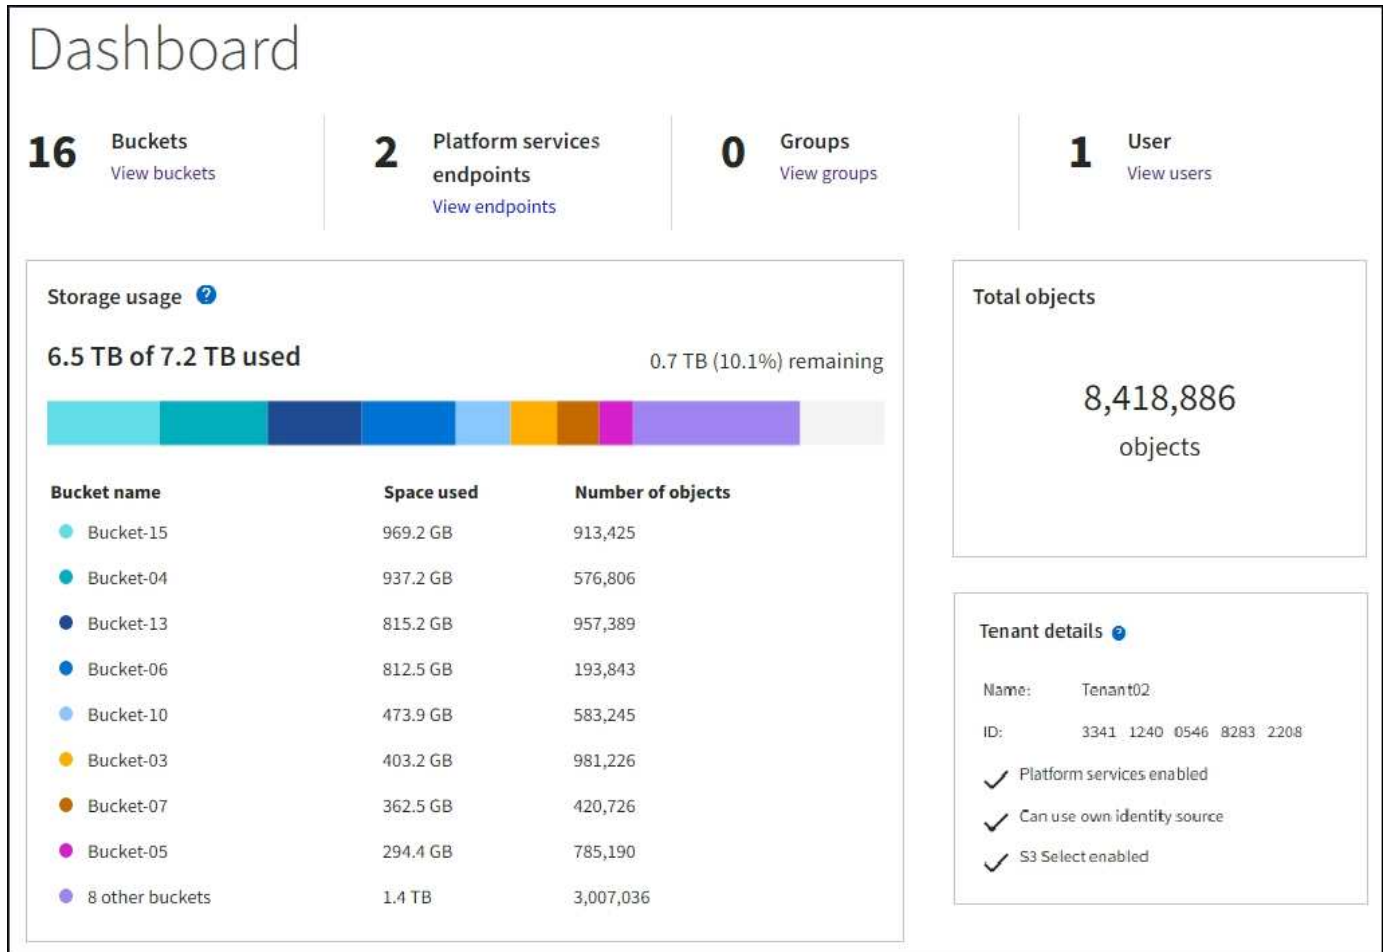 Dashboard
16 Buckets
View buckets
2 Platform services
endpoints
View endpoints
0 Groups
View groups
1 User
View users
Storage usage ?
6.5 TB of 7.2 TB used 0.7 TB (10.1%) remaining
Bucket name Space used Number of objects
Bucket-15 969.2 GB 913,425
Bucket-04 937.2 GB 576,806
Bucket-13 815.2 GB 957,389
Bucket-06 812.5 GB 193,843
Bucket-10 473.9 GB 583,245
Bucket-03 403.2 GB 981,226
Bucket-07 362.5 GB 420,726
Bucket-05 294.4 GB 785,190
8 other buckets 1.4 TB 3,007,036
Total objects
8,418,886
objects
Tenant details ?
Name: Tenant02
ID: 3341 1240 0546 8283 2208
Platform services enabled
Can use own identity source
S3 Select enabled